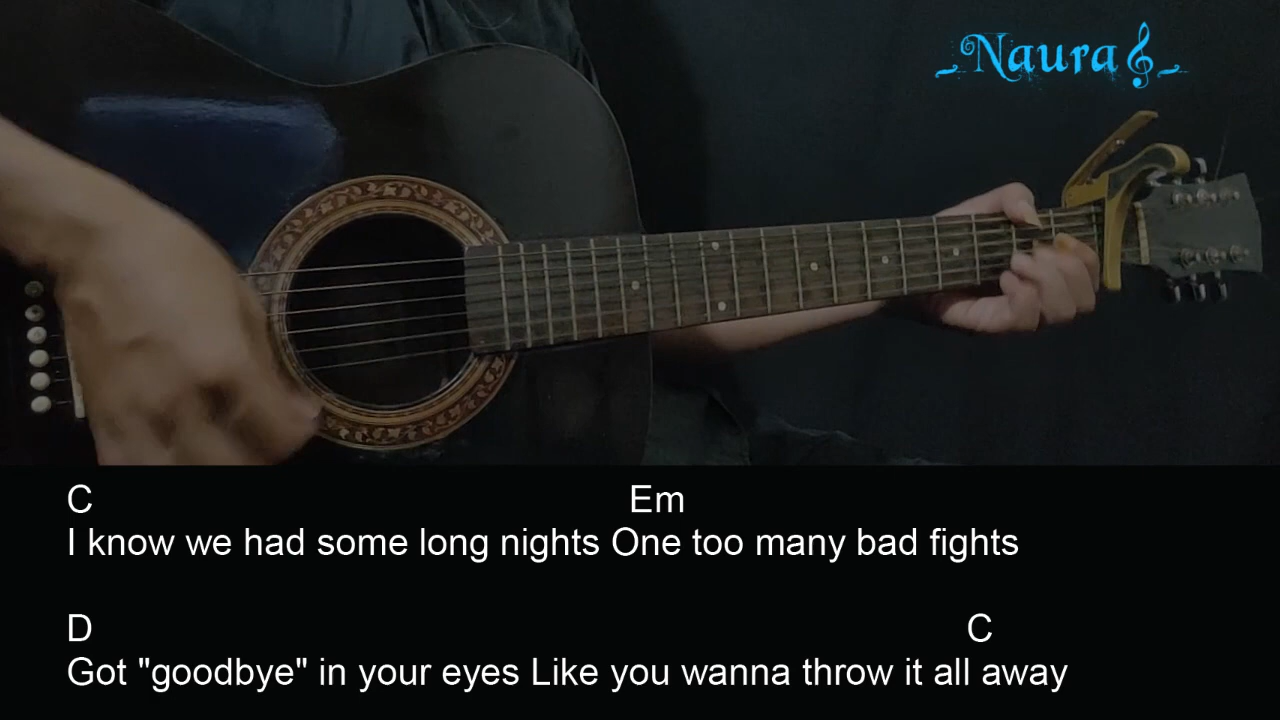 Naura
C Em
I know we had some long nights One too many bad fights
D C
Got "goodbye" in your eyes Like you wanna throw it all away